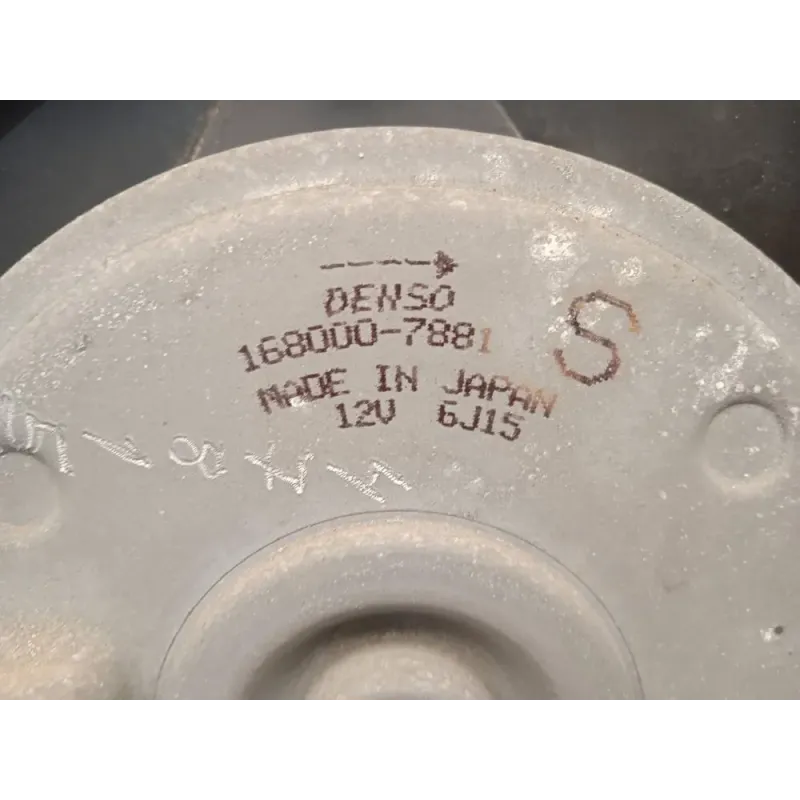 DENSO
168000-7881
S
MADE IN JAPAN
12V 6J15